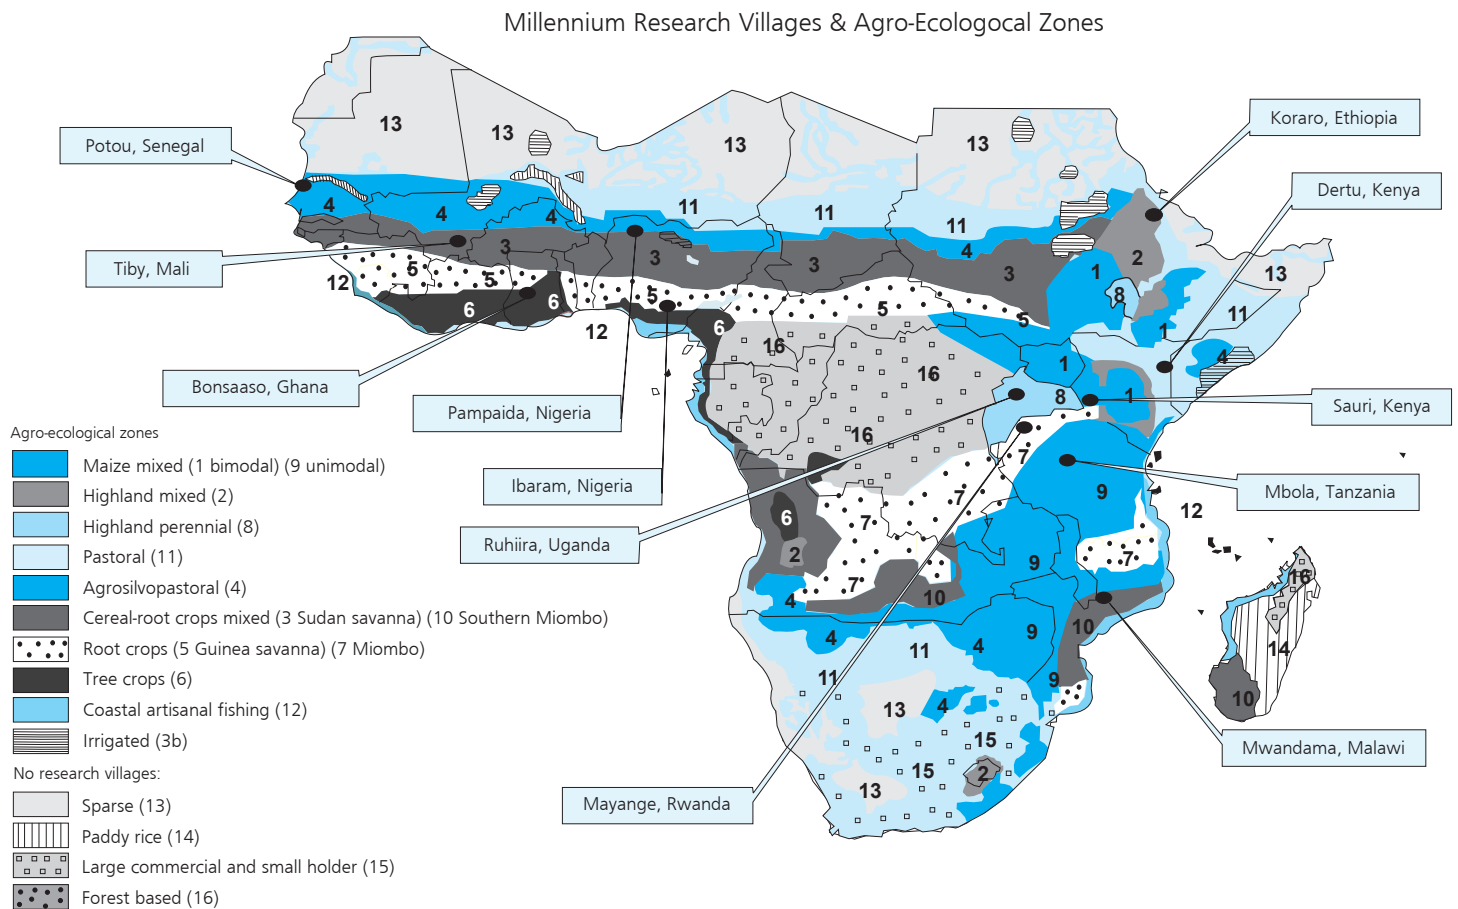 Millennium Research Villages & Agro-Ecologocal Zones
Potou, Senegal
Koraro, Ethiopia
Dertu, Kenya
Tiby, Mali
Bonsaaso, Ghana
Pampaida, Nigeria
Sauri, Kenya
Ibaram, Nigeria
Mbola, Tanzania
Ruhiira, Uganda
Mwandama, Malawi
Mayange, Rwanda
13
13
13
13
4
4
4
11
11
11
4
3
3
3
3
2
1
8
13
11
1
4
12
5
5
6
6
12
5
6
5
5
16
16
16
1
8
1
7
9
12
7
7
7
7
6
2
4
10
9
10
16
14
10
4
11
11
4
9
9
13
4
15
15
13
2
Agro-ecological zones
Maize mixed (1 bimodal) (9 unimodal)
Highland mixed (2)
Highland perennial (8)
Pastoral (11)
Agrosilvopastoral (4)
Cereal-root crops mixed (3 Sudan savanna) (10 Southern Miombo)
Root crops (5 Guinea savanna) (7 Miombo)
Tree crops (6)
Coastal artisanal fishing (12)
Irrigated (3b)
No research villages:
Sparse (13)
Paddy rice (14)
Large commercial and small holder (15)
Forest based (16)